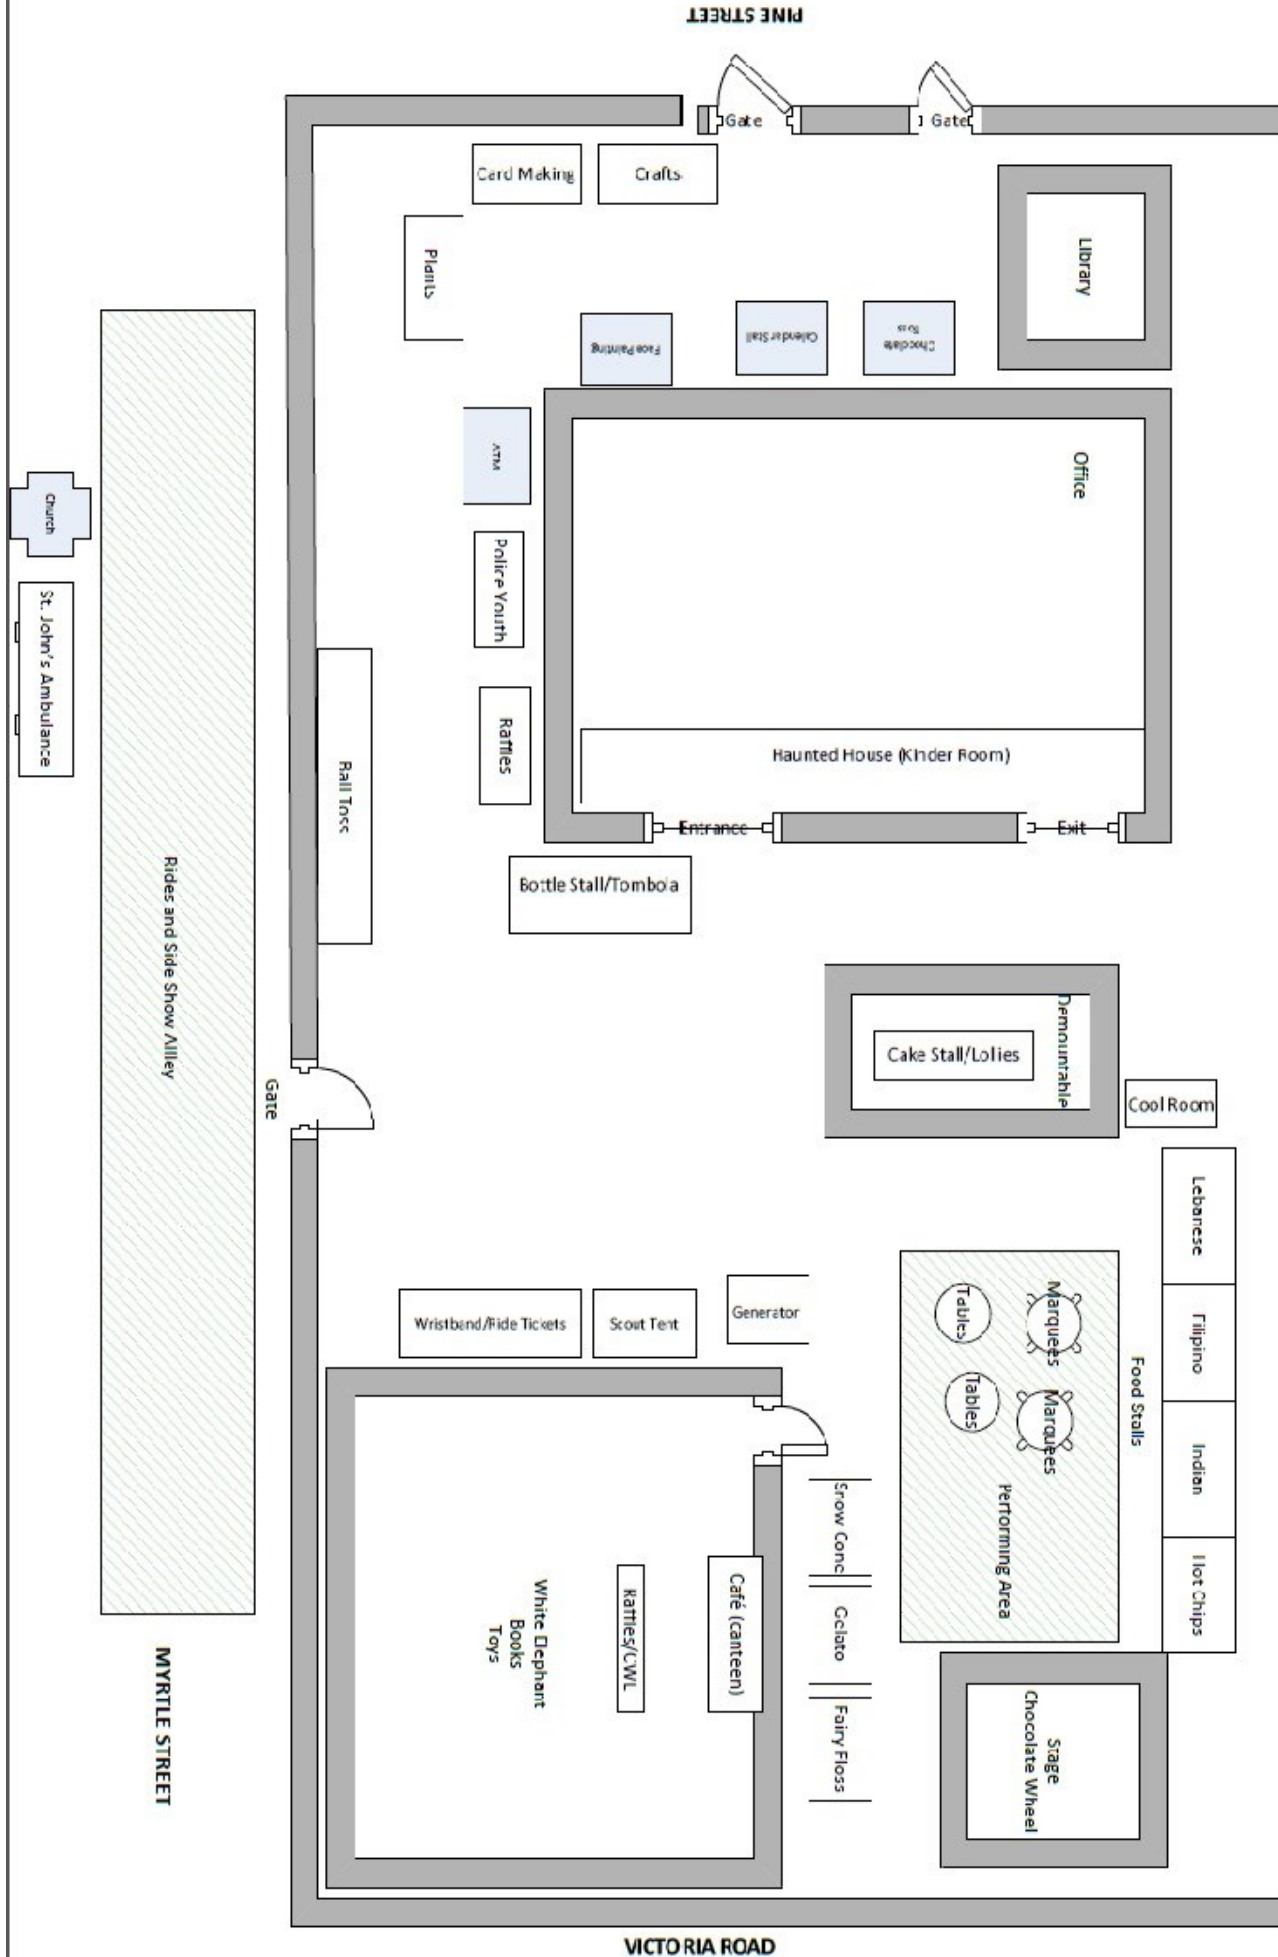 PINE STREET
Gate
Gate
Card Making
Crafts
Library
Plants
Face Painting
Calendar Stall
Chocolate
Toss
ATM
Office
Church
Police Youth
St. John's Ambulance
Raffles
Ball Toss
Haunted House (Kinder Room)
Entrance
Exit
Bottle Stall/Tombola
Rides and Side Show Allley
Demountable
Cake Stall/Lollies
Gate
Cool Room
Lebanese
Filipino
Indian
Hot Chips
Food Stalls
Wristband/Ride Tickets
Scout Tent
Generator
Tables
Marquees
Tables
Marquees
Performing Area
Snow Cone
Gelato
Fairy Floss
Café (canteen)
Raffles/CWL
White Elephant
Books
Toys
Stage
Chocolate Wheel
MYRTLE STREET
VICTORIA ROAD